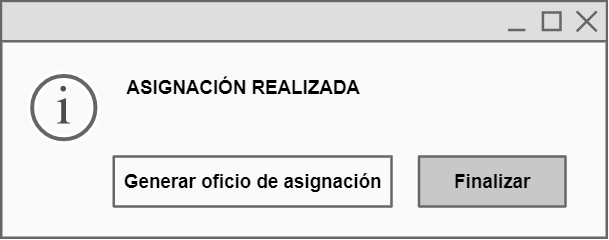 ASIGNACIÓN REALIZADA
Generar oficio de asignación
Finalizar